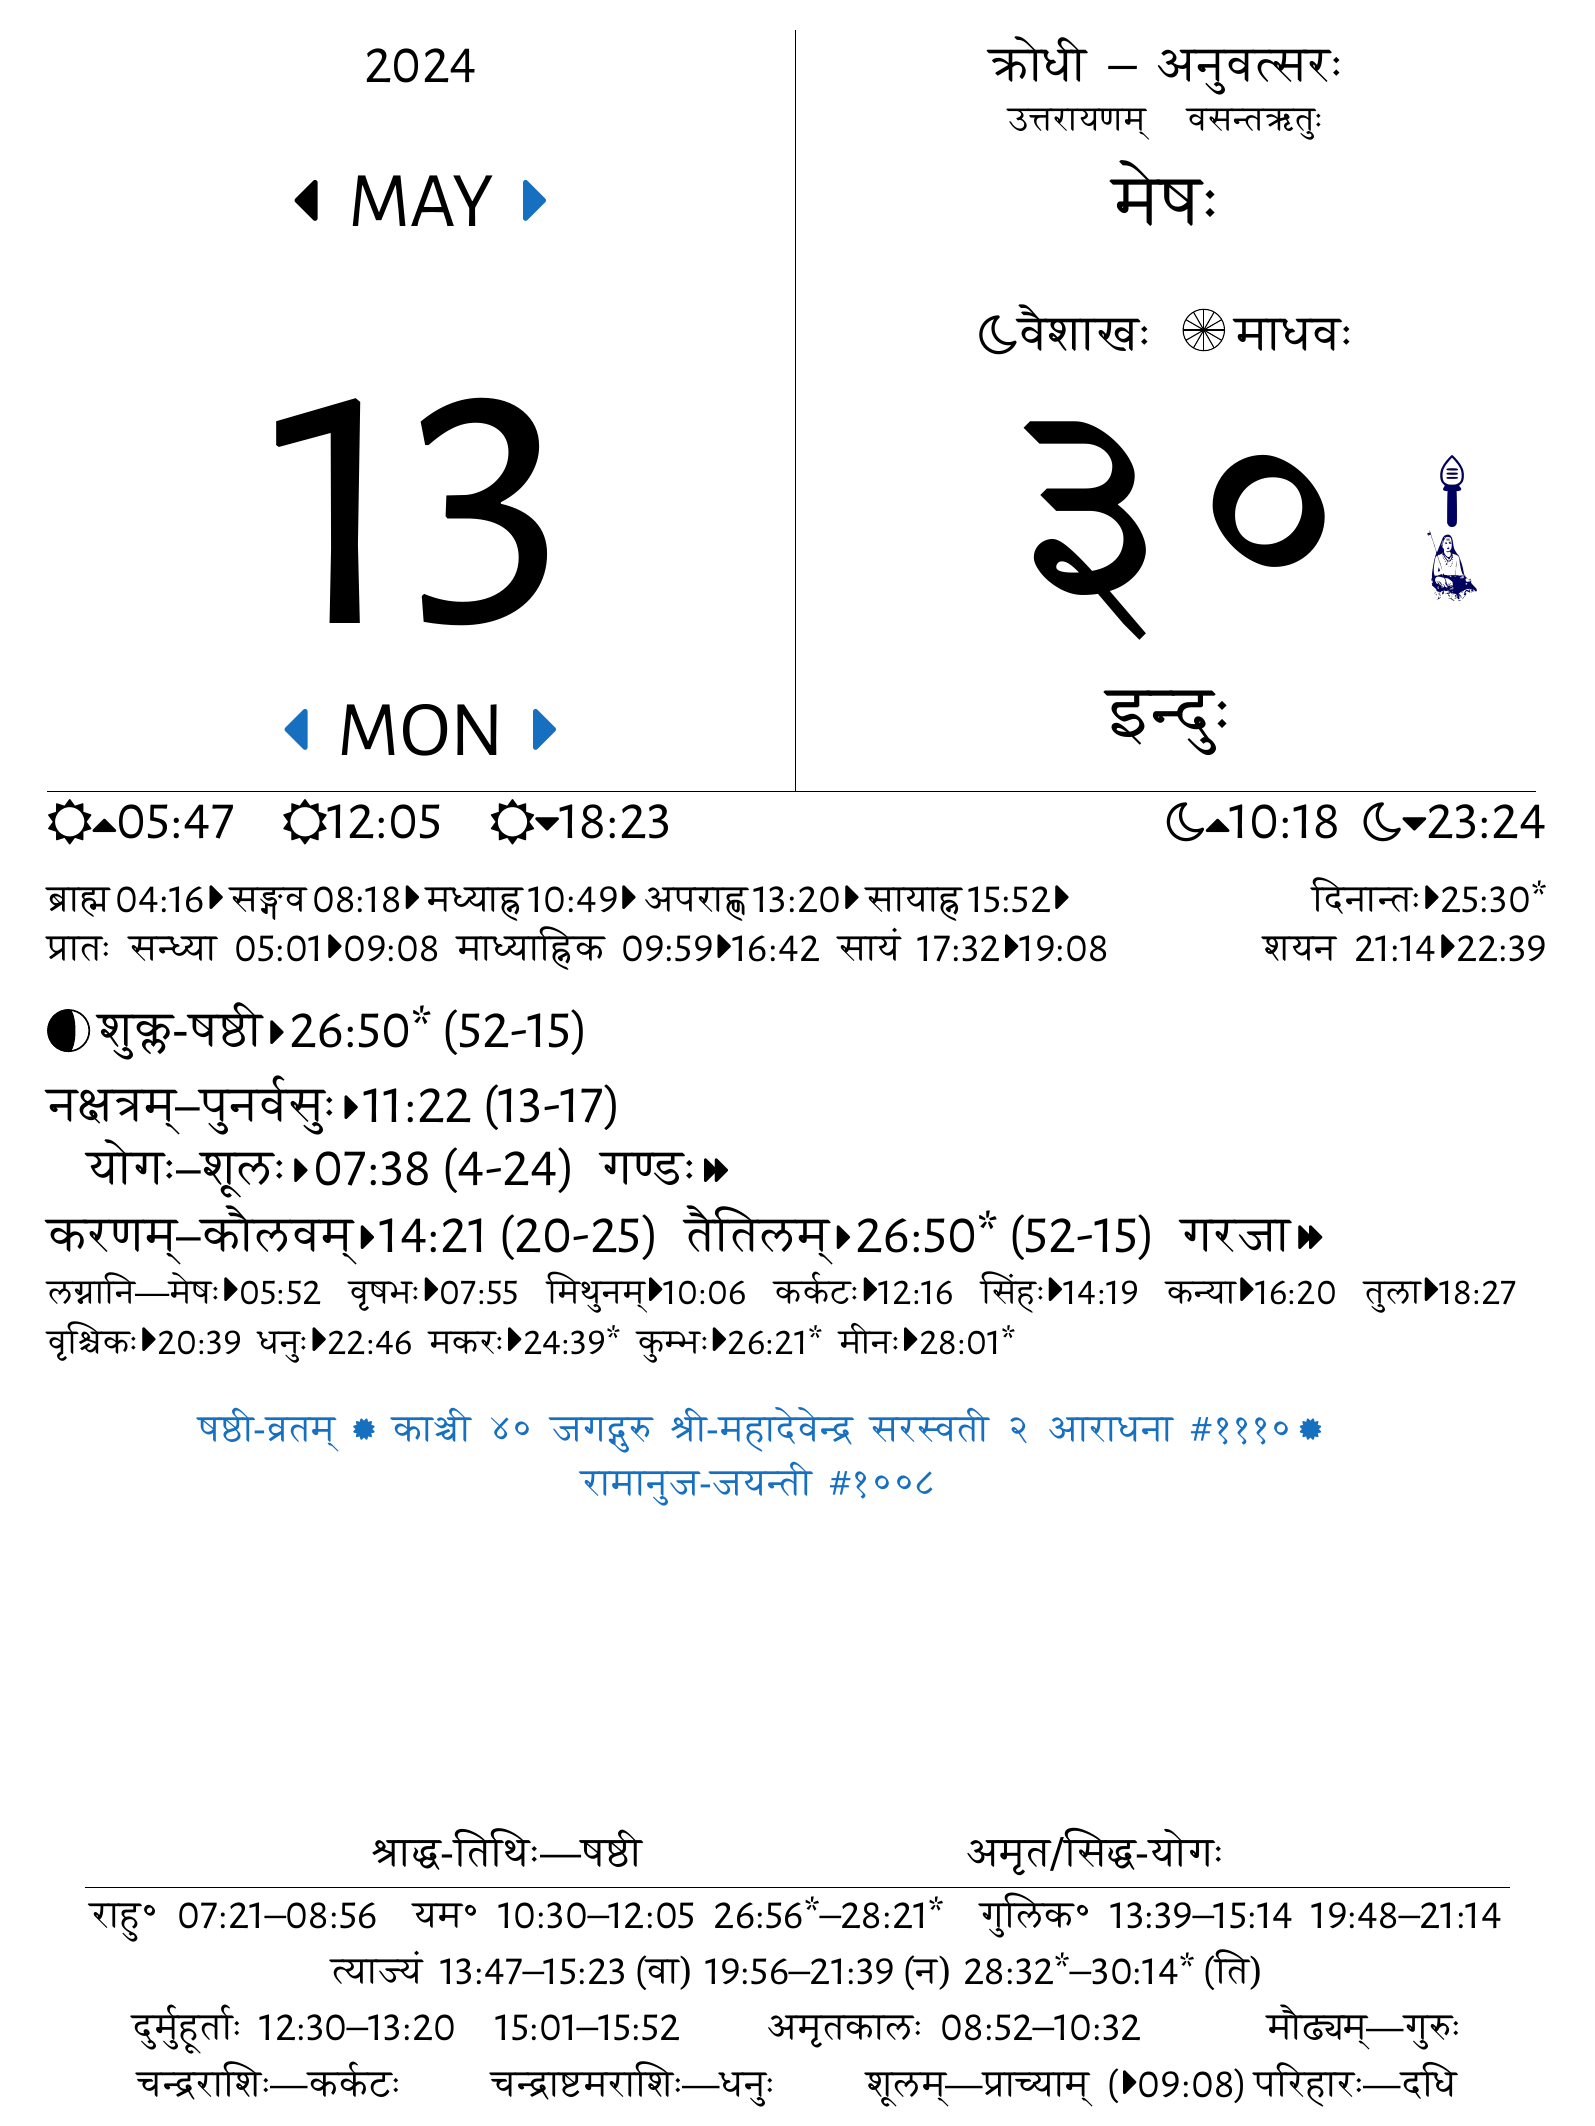 2024
MAY
13
MON
क्रोधी – अनुवत्सरः
उत्तरायणम् वसन्तऋतुः
मेषः
वैशाखः माधवः
३०
इन्दुः
05:47 12:05 18:23 10:18 23:24
ब्राह्म 04:16 सङ्गव 08:18 मध्याह्न 10:49 अपराह्ण 13:20 सायाह्न 15:52 दिनान्तः 25:30*
प्रातः सन्ध्या 05:01 09:08 माध्याह्निक 09:59 16:42 सायं 17:32 19:08 शयन 21:14 22:39
शुक्ल-षष्ठी 26:50* (52-15)
नक्षत्रम्–पुनर्वसुः 11:22 (13-17)
योगः–शूलः 07:38 (4-24) गण्डः
करणम्–कौलवम् 14:21 (20-25) तैतिलम् 26:50* (52-15) गरजा
लग्नानि—मेषः 05:52 वृषभः 07:55 मिथुनम् 10:06 कर्कटः 12:16 सिंहः 14:19 कन्या 16:20 तुला 18:27
वृश्चिकः 20:39 धनुः 22:46 मकरः 24:39* कुम्भः 26:21* मीनः 28:01*
षष्ठी-व्रतम् काञ्ची ४० जगद्गुरु श्री-महादेवेन्द्र सरस्वती २ आराधना #१११०
रामानुज-जयन्ती #१००८
श्राद्ध-तिथिः—षष्ठी अमृत/सिद्ध-योगः
राहु° 07:21–08:56 यम° 10:30–12:05 26:56*–28:21* गुलिक° 13:39–15:14 19:48–21:14
त्याज्यं 13:47–15:23 (वा) 19:56–21:39 (न) 28:32*–30:14* (ति)
दुर्मुहूर्ताः 12:30–13:20 15:01–15:52 अमृतकालः 08:52–10:32 मौढ्यम्—गुरुः
चन्द्रराशिः—कर्कटः चन्द्राष्टमराशिः—धनुः शूलम्—प्राच्याम् (09:08) परिहारः—दधि